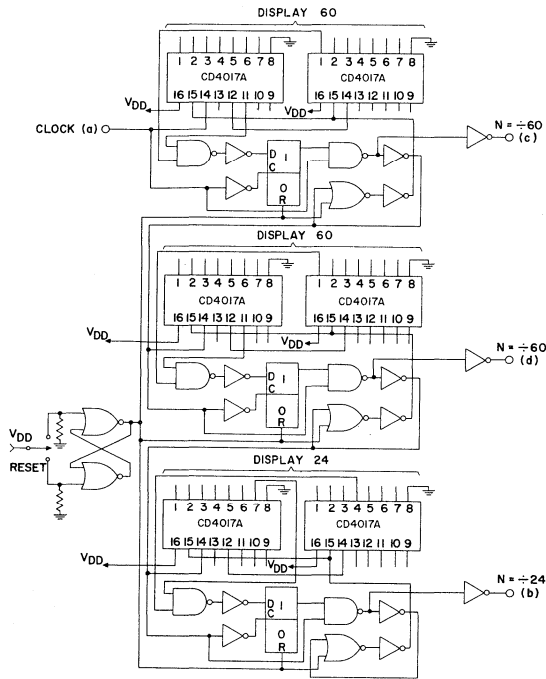 DISPLAY 60
1 2 3 4 5 6 7 8
CD4017A
16 15 14 13 12 11 10 9
1 2 3 4 5 6 7 8
CD4017A
16 15 14 13 12 11 10 9
VDD
VDD
CLOCK (a)
N = ÷60
(c)
D 1
C
0
R
DISPLAY 60
1 2 3 4 5 6 7 8
CD4017A
16 15 14 13 12 11 10 9
1 2 3 4 5 6 7 8
CD4017A
16 15 14 13 12 11 10 9
VDD
VDD
N = ÷60
(d)
D 1
C
0
R
VDD
RESET
DISPLAY 24
1 2 3 4 5 6 7 8
CD4017A
16 15 14 13 12 11 10 9
1 2 3 4 5 6 7 8
CD4017A
16 15 14 13 12 11 10 9
VDD
VDD
N = ÷24
(b)
D 1
C
0
R